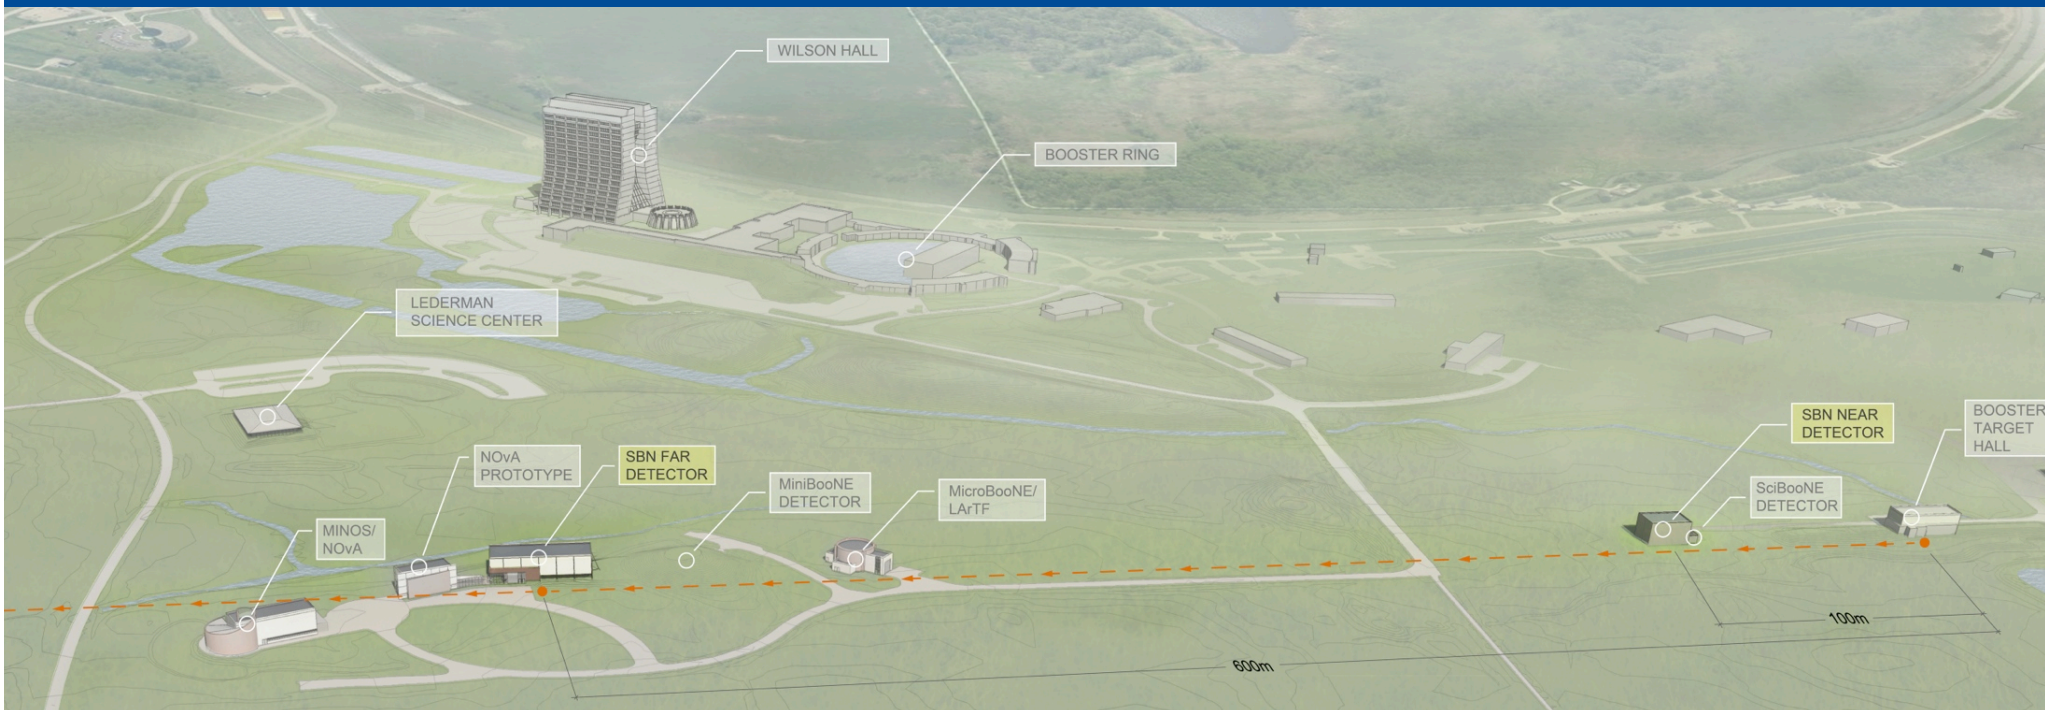 WILSON HALL
BOOSTER RING
LEDERMAN
SCIENCE CENTER
SBN NEAR
DETECTOR
BOOSTER
TARGET
HALL
NOvA
PROTOTYPE
SBN FAR
DETECTOR
MiniBooNE
DETECTOR
MicroBooNE/
LArTF
SciBooNE
DETECTOR
MINOS/
NOvA
100m
600m